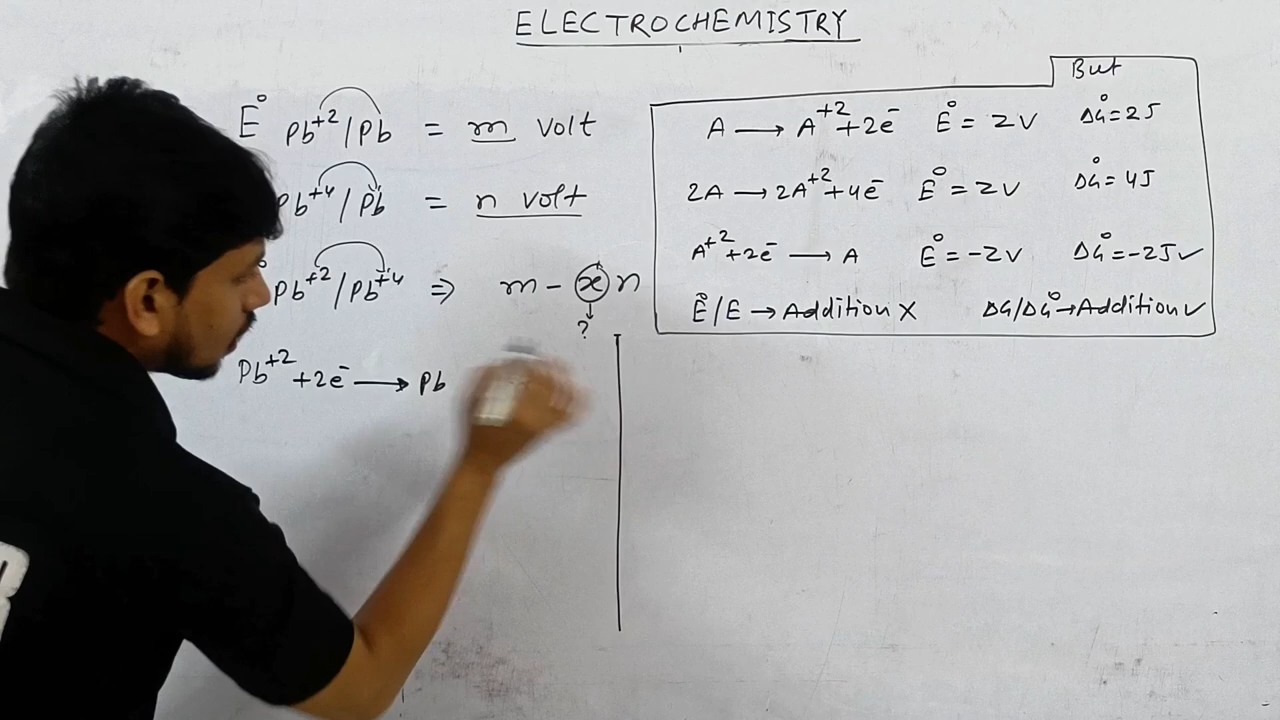 ELECTROCHEMISTRY
E° Pb+2/Pb = m volt
Pb+4/Pb = n volt
° Pb+2/Pb+4 ⇒ m - x n
?
Pb+2 + 2e- → Pb
But
A → A+2 + 2e- E° = 2V ΔG° = 2J
2A → 2A+2 + 4e- E° = 2V ΔG° = 4J
A+2 + 2e- → A E° = -2V ΔG° = -2J ✓
E°/E → Addition X ΔG/ΔG° → Addition ✓